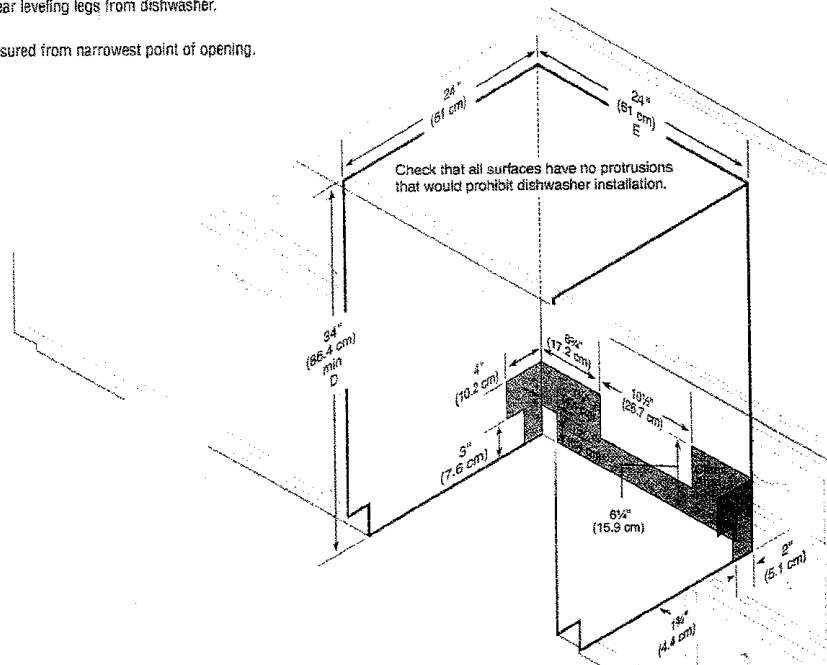 ear leveling legs from dishwasher.
sured from narrowest point of opening.
24"
(61 cm)
24"
(61 cm)
E
Check that all surfaces have no protrusions
that would prohibit dishwasher installation.
34"
(86.4 cm)
min
D
4"
(10.2 cm)
6¾"
(17.2 cm)
10½"
(26.7 cm)
3"
(7.6 cm)
6¼"
(15.9 cm)
2"
(5.1 cm)
1¾"
(4.4 cm)